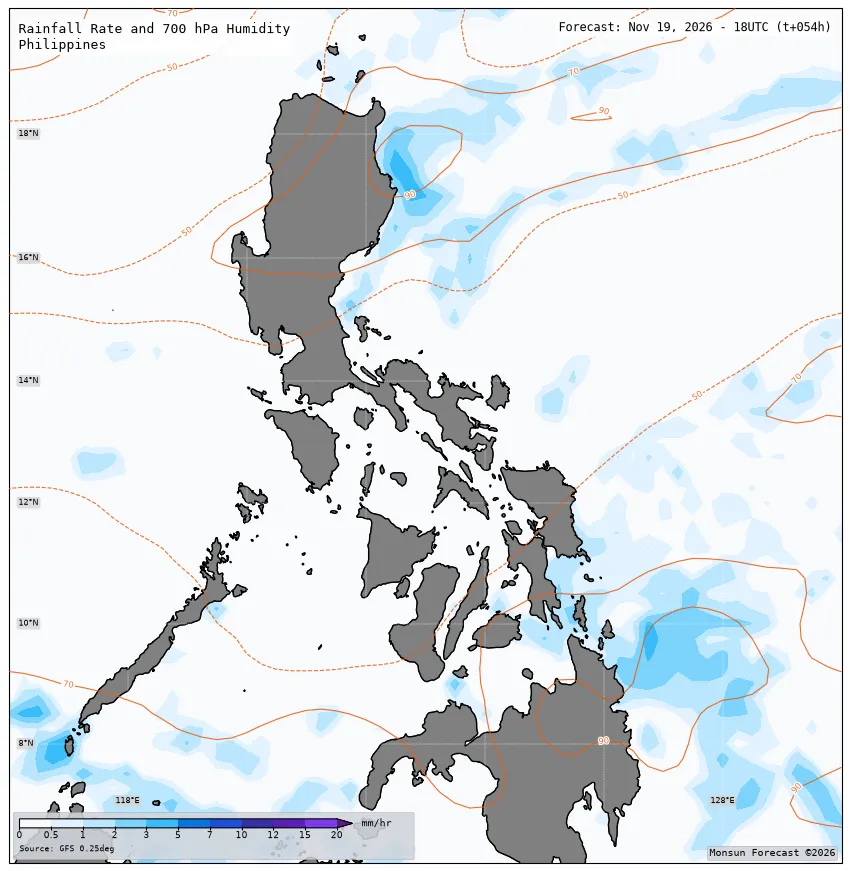 Rainfall Rate and 700 hPa Humidity
Philippines
Forecast: Nov 19, 2026 - 18UTC (t+054h)
70
50
70
90
18°N
90
50
50
16°N
14°N
70
50
12°N
10°N
70
90
8°N
90
118°E
128°E
0 0.5 1 2 3 5 7 10 12 15 20 mm/hr
Source: GFS 0.25deg
Monsun Forecast ©2026